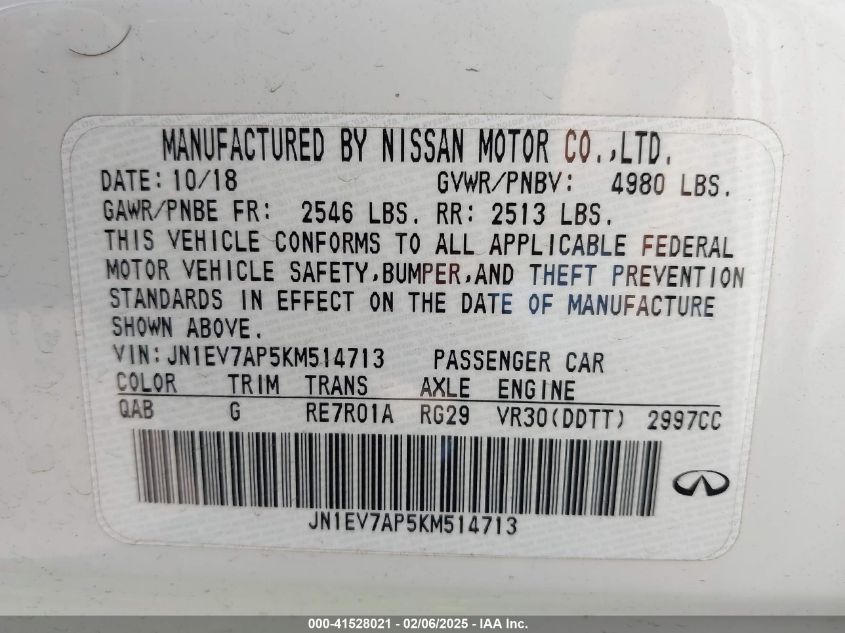 MANUFACTURED BY NISSAN MOTOR CO.,LTD.
DATE: 10/18 GVWR/PNBV: 4980 LBS.
GAWR/PNBE FR: 2546 LBS. RR: 2513 LBS.
THIS VEHICLE CONFORMS TO ALL APPLICABLE FEDERAL
MOTOR VEHICLE SAFETY,BUMPER,AND THEFT PREVENTION
STANDARDS IN EFFECT ON THE DATE OF MANUFACTURE
SHOWN ABOVE.
VIN: JN1EV7AP5KM514713 PASSENGER CAR
COLOR TRIM TRANS AXLE ENGINE
QAB G RE7R01A RG29 VR30(DDTT) 2997CC
JN1EV7AP5KM514713
000-41528021 - 02/06/2025 - IAA Inc.